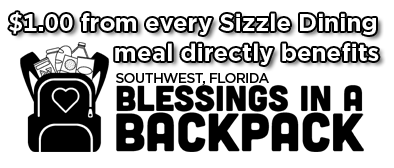 $1.00 from every Sizzle Dining
meal directly benefits
SOUTHWEST, FLORIDA
BLESSINGS IN A
BACKPACK